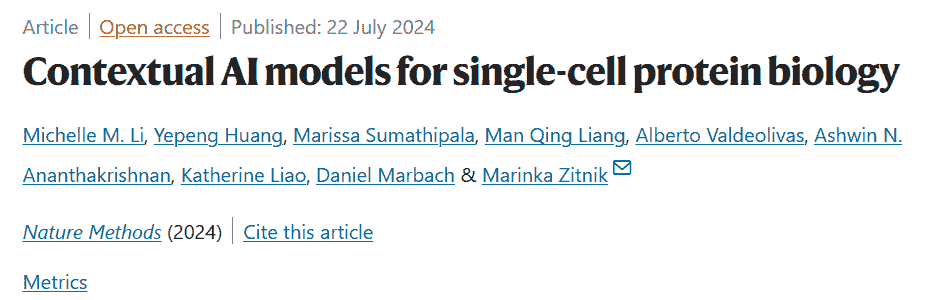 Article | Open access | Published: 22 July 2024
Contextual AI models for single-cell protein biology
Michelle M. Li, Yepeng Huang, Marissa Sumathipala, Man Qing Liang, Alberto Valdeolivas, Ashwin N.
Ananthakrishnan, Katherine Liao, Daniel Marbach & Marinka Zitnik
Nature Methods (2024) | Cite this article
Metrics